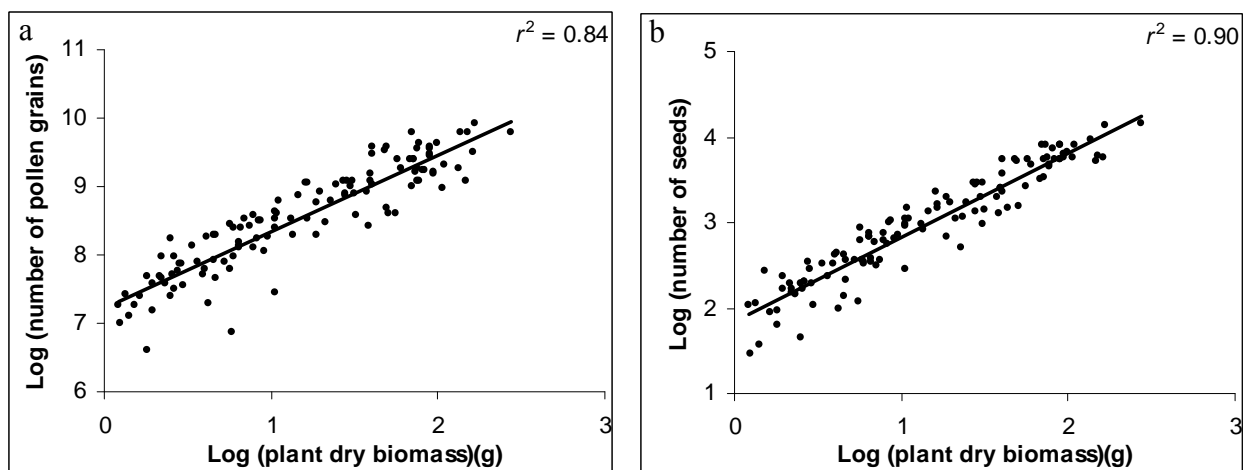 a
r² = 0.84
11
10
9
8
7
6
Log (number of pollen grains)
0
1
2
3
Log (plant dry biomass)(g)
b
r² = 0.90
5
4
3
2
1
Log (number of seeds)
0
1
2
3
Log (plant dry biomass)(g)